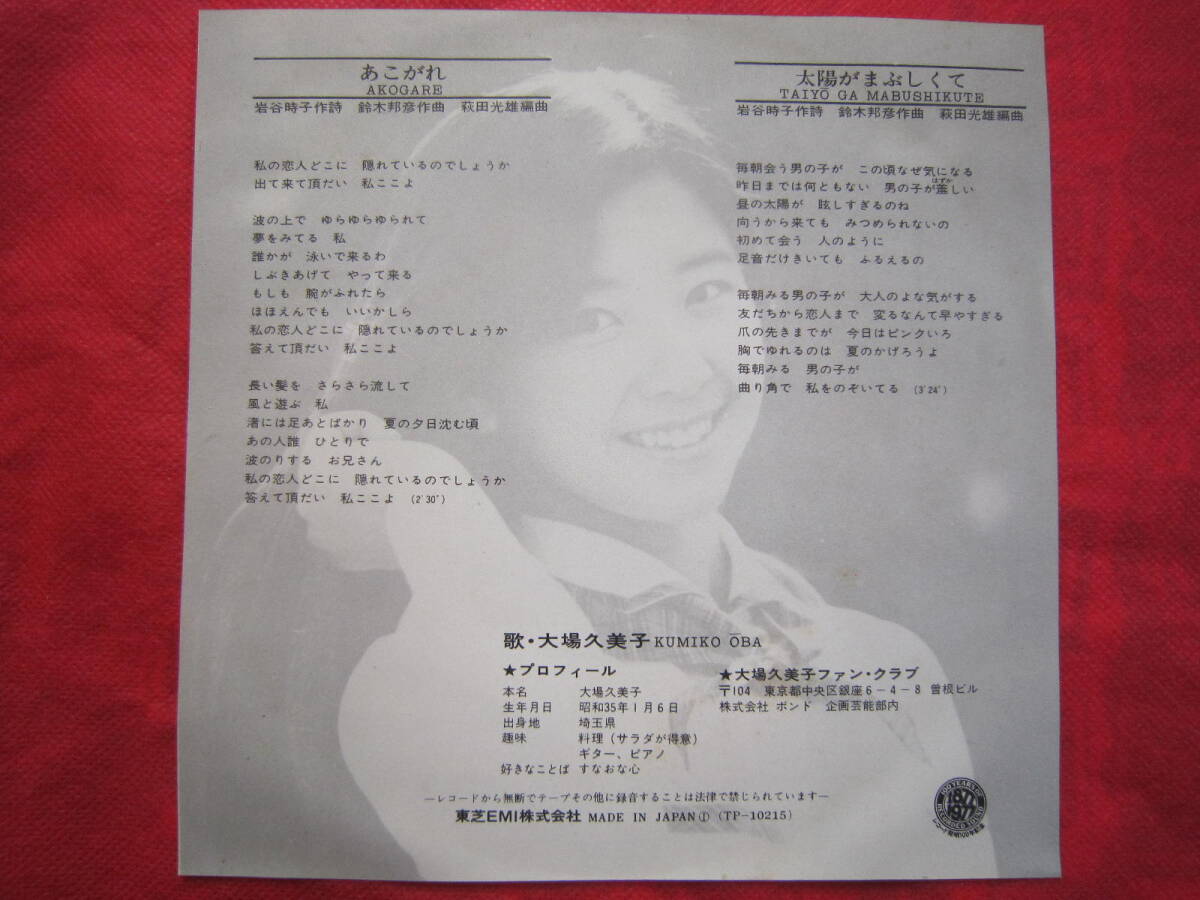 あこがれ
AKOGARE
岩谷時子作詩 鈴木邦彦作曲 萩田光雄編曲
私の恋人どこに 隠れているのでしょうか
出て来て頂だい 私ここよ
波の上で ゆらゆらゆられて
夢をみてる 私
誰かが 泳いで来るわ
しぶきあげて やって来る
もしも 腕がふれたら
ほほえんでも いいかしら
私の恋人どこに 隠れているのでしょうか
答えて頂だい 私ここよ
長い髪を さらさら流して
風と遊ぶ 私
渚には足あとばかり 夏の夕日沈む頃
あの人誰 ひとりで
波のりする お兄さん
私の恋人どこに 隠れているのでしょうか
答えて頂だい 私ここよ (2′30″)
太陽がまぶしくて
TAIYŌ GA MABUSHIKUTE
岩谷時子作詩 鈴木邦彦作曲 萩田光雄編曲
毎朝会う男の子が この頃なぜ気になる
はずか
昨日までは何ともない 男の子が羞しい
昼の太陽が 眩しすぎるのね
向うから来ても みつめられないの
初めて会う 人のように
足音だけきいても ふるえるの
毎朝みる男の子が 大人のよな気がする
友だちから恋人まで 変るなんて早やすぎる
爪の先きまでが 今日はピンクいろ
胸でゆれるのは 夏のかげろうよ
毎朝みる 男の子が
曲り角で 私をのぞいてる (3′24″)
歌・大場久美子 KUMIKO ŌBA
★プロフィール
本名 大場久美子
生年月日 昭和35年1月6日
出身地 埼玉県
趣味 料理（サラダが得意）
ギター、ピアノ
好きなことば すなおな心
★大場久美子ファン・クラブ
〒104 東京都中央区銀座6-4-8 曽根ビル
株式会社 ボンド 企画芸能部内
—レコードから無断でテープその他に録音することは法律で禁じられています—
東芝EMI株式会社 MADE IN JAPAN Ⓘ (TP-10215)
100 YEARS OF
1877
1977
RECORDED SOUND
レコード発明100年記念